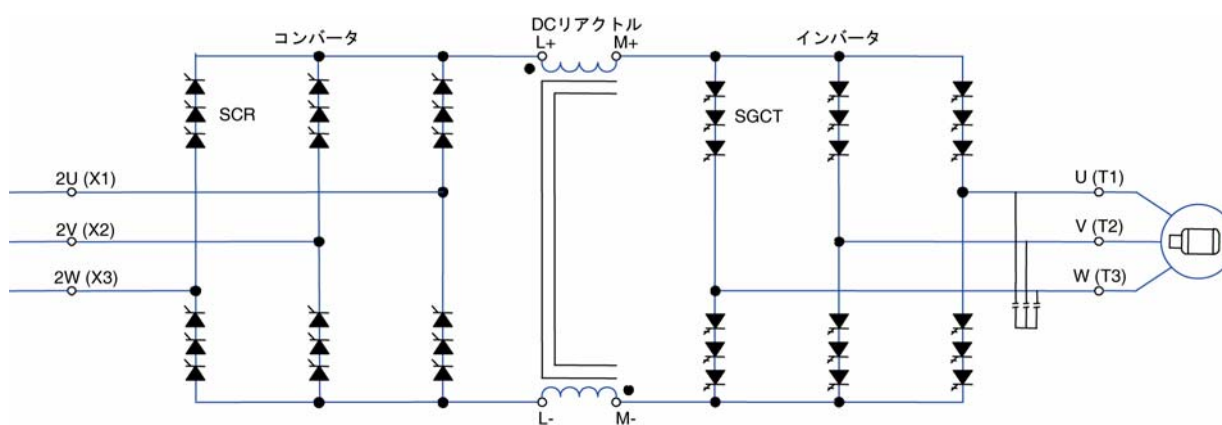 DCリアクトル
コンバータ
L+
M+
インバータ
SCR
SGCT
2U (X1)
U (T1)
2V (X2)
V (T2)
2W (X3)
W (T3)
L-
M-